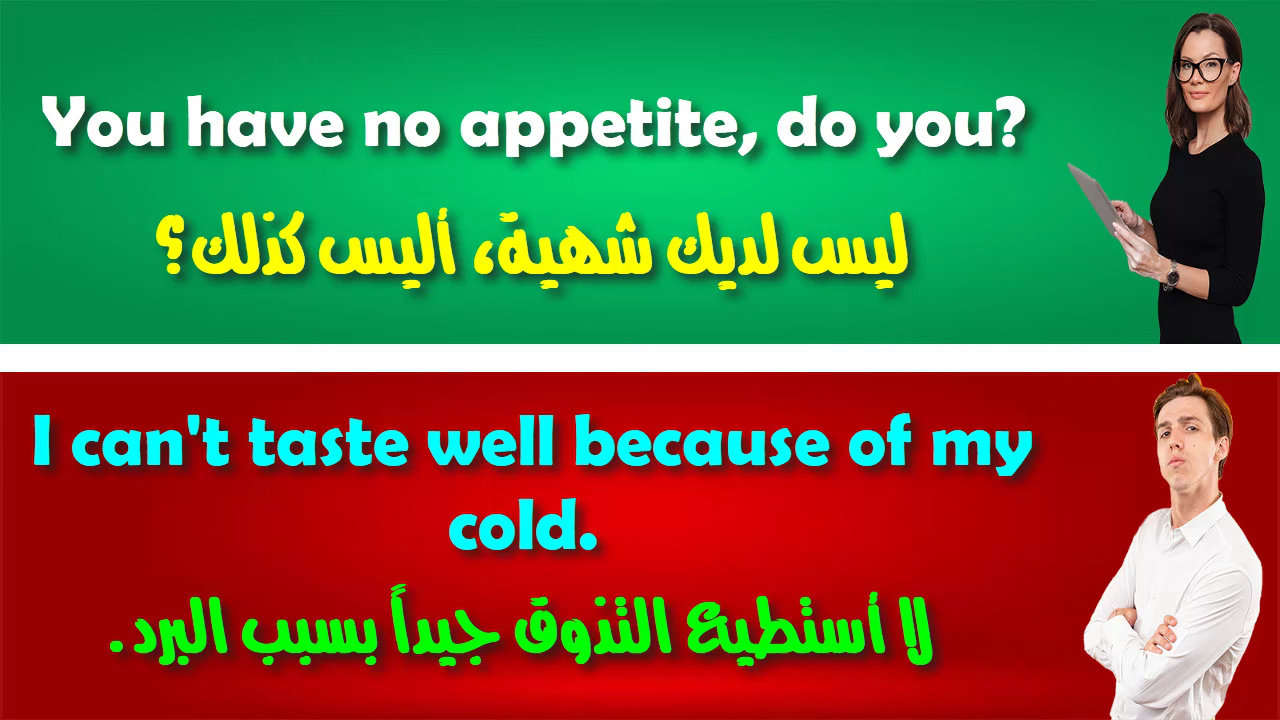 You have no appetite, do you?
ليس لديك شهية، أليس كذلك؟
I can't taste well because of my
cold.
لا أستطيع التذوق جيداً بسبب البرد.